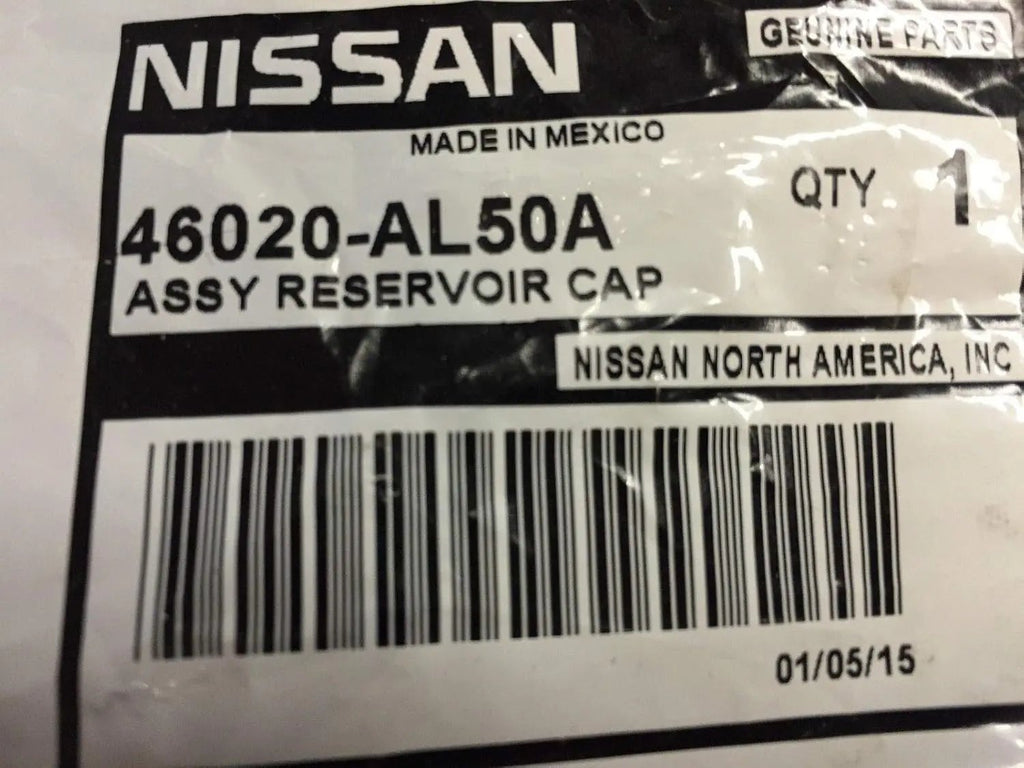 NISSAN
GENUINE PARTS
MADE IN MEXICO
46020-AL50A
QTY 1
ASSY RESERVOIR CAP
NISSAN NORTH AMERICA, INC
01/05/15